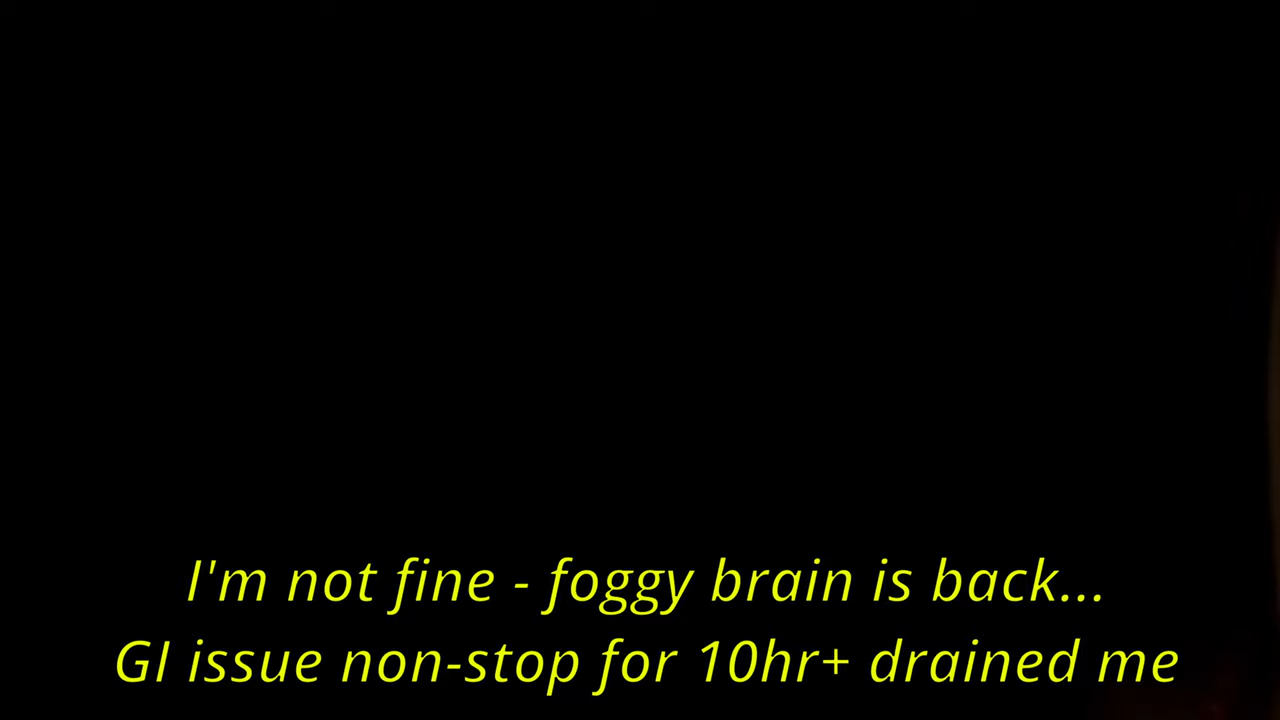 I'm not fine - foggy brain is back...
GI issue non-stop for 10hr+ drained me